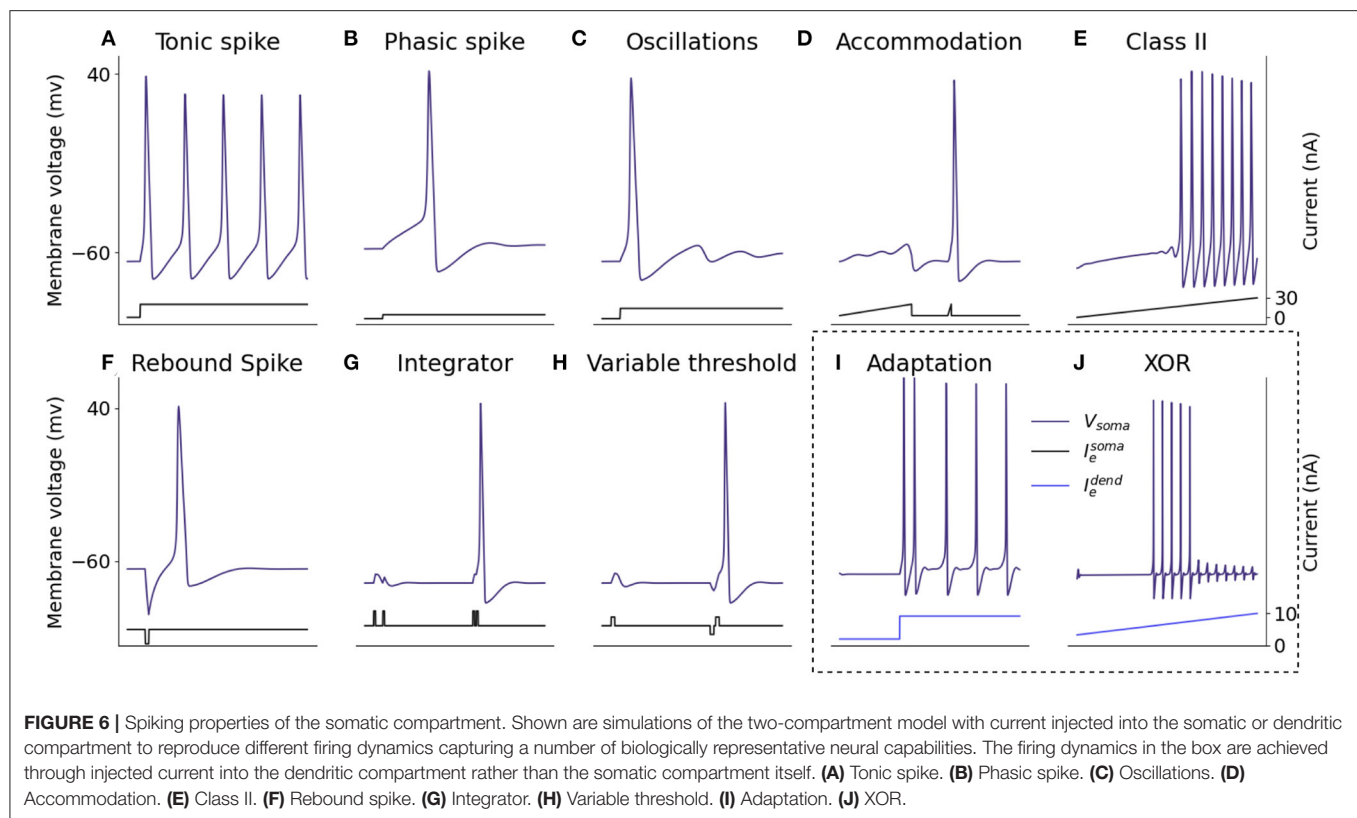 A Tonic spike
B Phasic spike
C Oscillations
D Accommodation
E Class II
40
Membrane voltage (mv)
−60
Current (nA)
30
0
F Rebound Spike
G Integrator
H Variable threshold
I Adaptation
J XOR
40
Membrane voltage (mv)
−60
V_soma
I_e^soma
I_e^dend
Current (nA)
10
0
FIGURE 6 | Spiking properties of the somatic compartment. Shown are simulations of the two-compartment model with current injected into the somatic or dendritic
compartment to reproduce different firing dynamics capturing a number of biologically representative neural capabilities. The firing dynamics in the box are achieved
through injected current into the dendritic compartment rather than the somatic compartment itself. (A) Tonic spike. (B) Phasic spike. (C) Oscillations. (D)
Accommodation. (E) Class II. (F) Rebound spike. (G) Integrator. (H) Variable threshold. (I) Adaptation. (J) XOR.